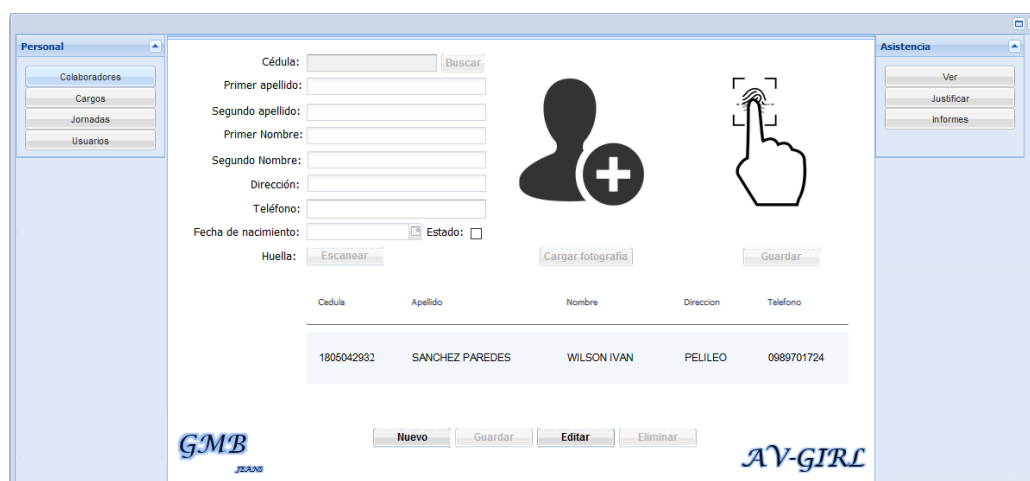 Personal
Colaboradores
Cargos
Jornadas
Usuarios
Cédula:
Buscar
Primer apellido:
Segundo apellido:
Primer Nombre:
Segundo Nombre:
Dirección:
Teléfono:
Fecha de nacimiento:
Estado:
Huella:
Escanear
Cargar fotografia
Guardar
Cedula Apellido Nombre Direccion Telefono
1805042932 SANCHEZ PAREDES WILSON IVAN PELILEO 0989701724
Nuevo Guardar Editar Eliminar
GMB
JEANS
AV-GIRL
Asistencia
Ver
Justificar
Informes